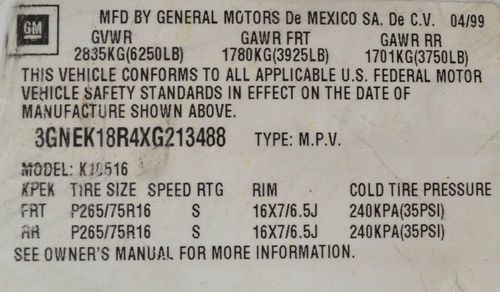 GM
MFD BY GENERAL MOTORS De MEXICO SA. De C.V. 04/99
GVWR GAWR FRT GAWR RR
2835KG(6250LB) 1780KG(3925LB) 1701KG(3750LB)
THIS VEHICLE CONFORMS TO ALL APPLICABLE U.S. FEDERAL MOTOR
VEHICLE SAFETY STANDARDS IN EFFECT ON THE DATE OF
MANUFACTURE SHOWN ABOVE.
3GNEK18R4XG213488 TYPE: M.P.V.
MODEL: K10516
KPEK TIRE SIZE SPEED RTG RIM COLD TIRE PRESSURE
FRT P265/75R16 S 16X7/6.5J 240KPA(35PSI)
RR P265/75R16 S 16X7/6.5J 240KPA(35PSI)
SEE OWNER'S MANUAL FOR MORE INFORMATION.